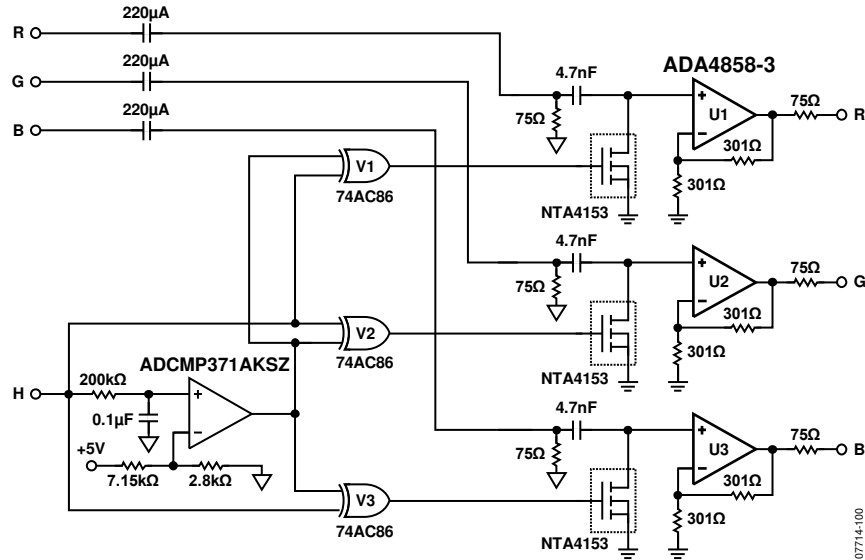 220µA
R
220µA
G
220µA
B
4.7nF
ADA4858-3
75Ω
+
U1
−
75Ω
R
301Ω
301Ω
V1
74AC86
NTA4153
4.7nF
75Ω
+
U2
−
75Ω
G
301Ω
301Ω
V2
74AC86
NTA4153
ADCMP371AKSZ
200kΩ
H
+
−
0.1µF
+5V
7.15kΩ
2.8kΩ
4.7nF
75Ω
+
U3
−
75Ω
B
301Ω
301Ω
V3
74AC86
NTA4153
07714-100